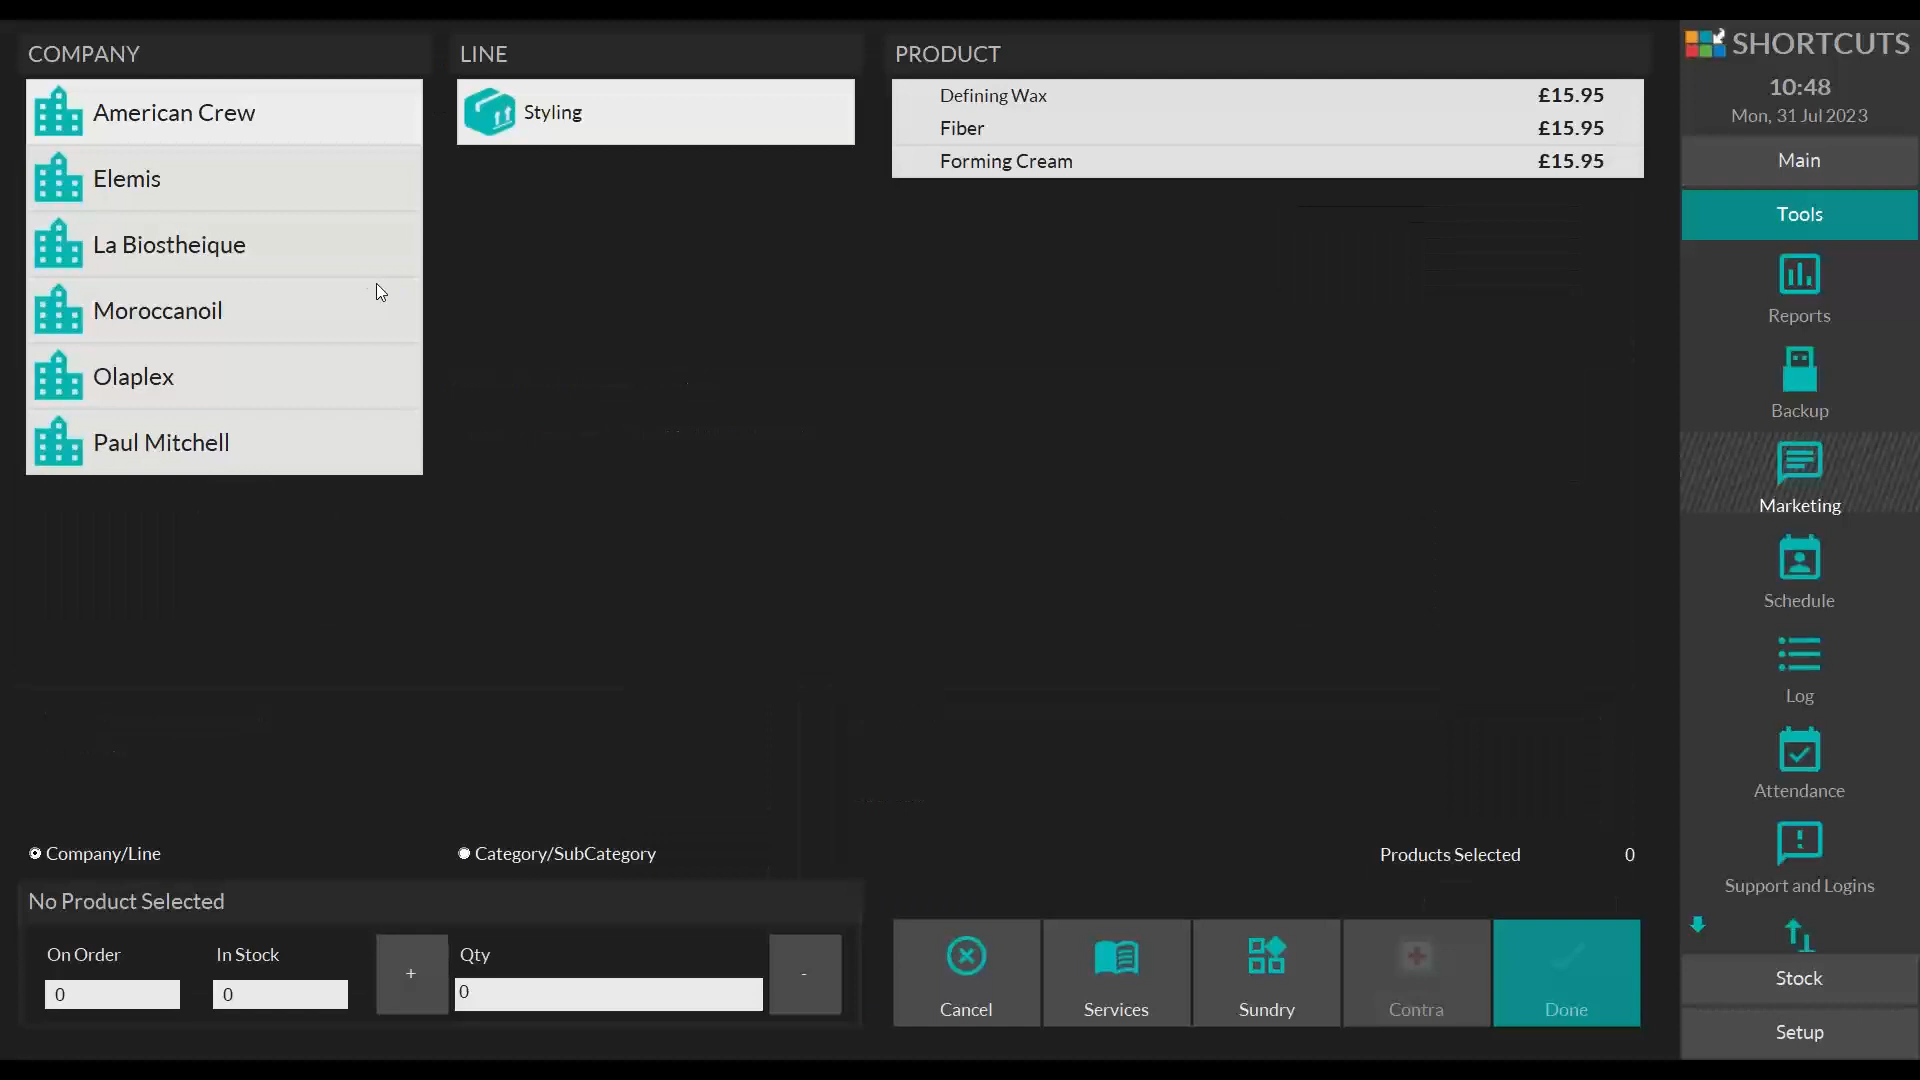 COMPANY
American Crew
Elemis
La Biostheique
Moroccanoil
Olaplex
Paul Mitchell
LINE
Styling
PRODUCT
Defining Wax £15.95
Fiber £15.95
Forming Cream £15.95
Company/Line
Category/SubCategory
Products Selected 0
No Product Selected
On Order
0
In Stock
0
+
Qty
0
-
Cancel
Services
Sundry
Contra
Done
SHORTCUTS
10:48
Mon, 31 Jul 2023
Main
Tools
Reports
Backup
Marketing
Schedule
Log
Attendance
Support and Logins
Stock
Setup